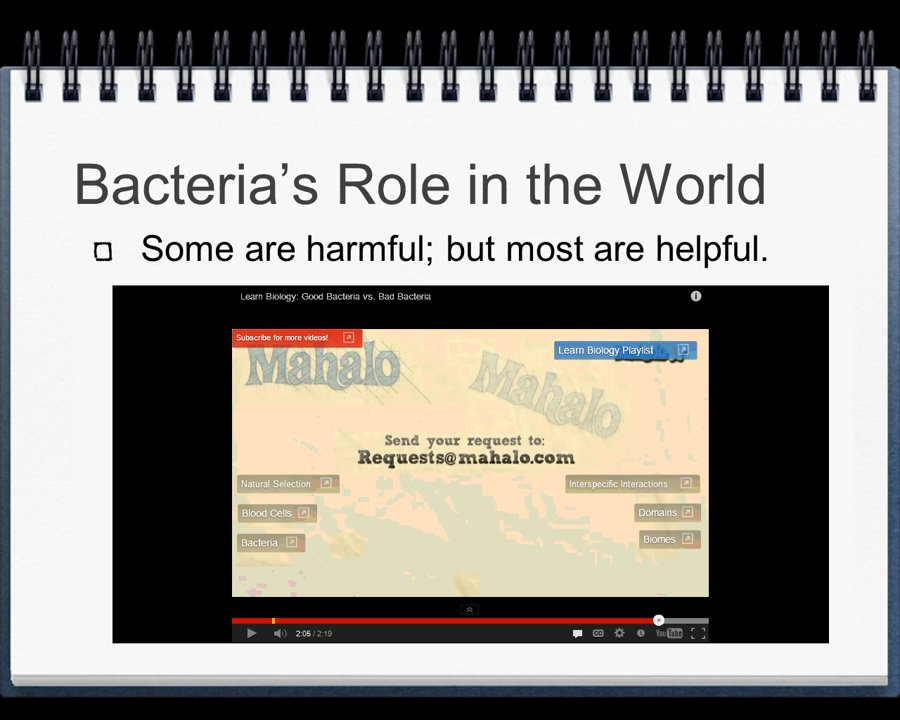 Bacteria’s Role in the World
Some are harmful; but most are helpful.
Learn Biology: Good Bacteria vs. Bad Bacteria
Subscribe for more videos!
Learn Biology Playlist
Mahalo
Mahalo
Send your request to:
Requests@mahalo.com
Natural Selection
Interspecific Interactions
Blood Cells
Domains
Bacteria
Biomes
2:05 / 2:19
CC
YouTube